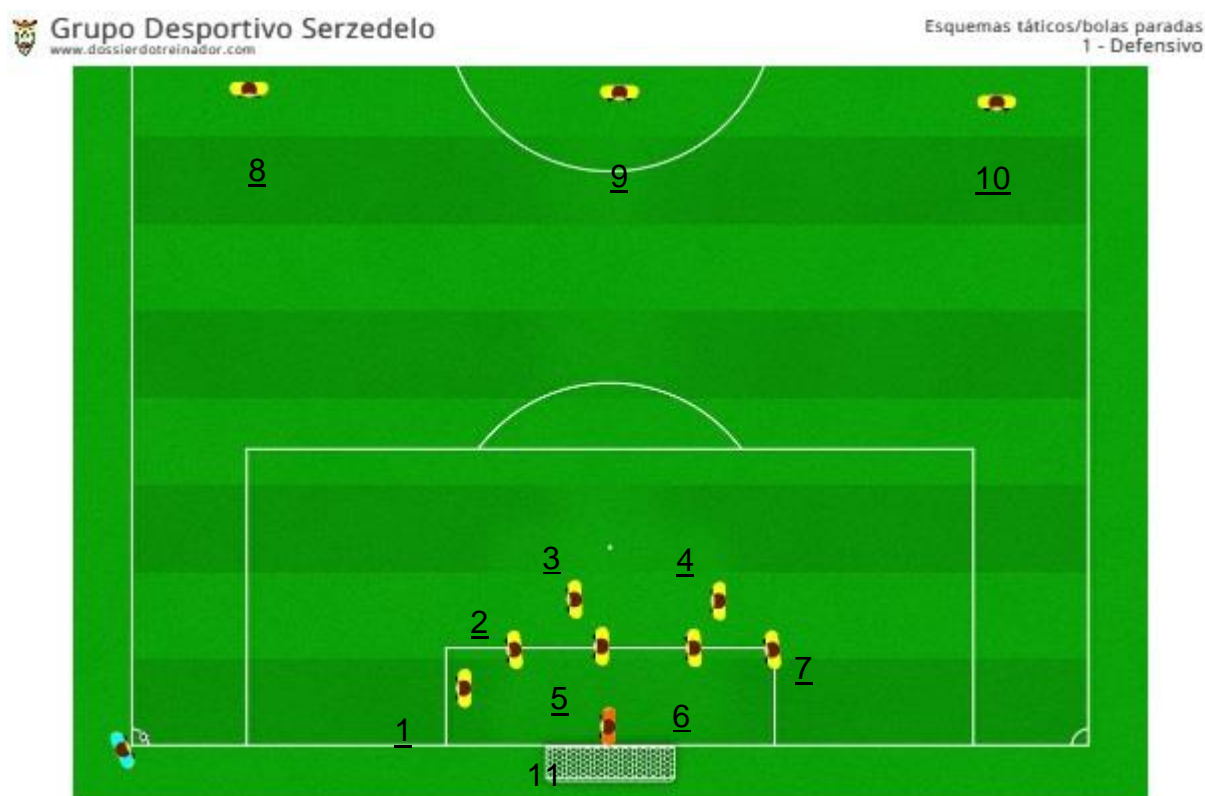 Grupo Desportivo Serzedelo
www.dossierdotreinador.com
Esquemas táticos/bolas paradas
1 - Defensivo
8
9
10
3
4
2
7
5
6
1
11